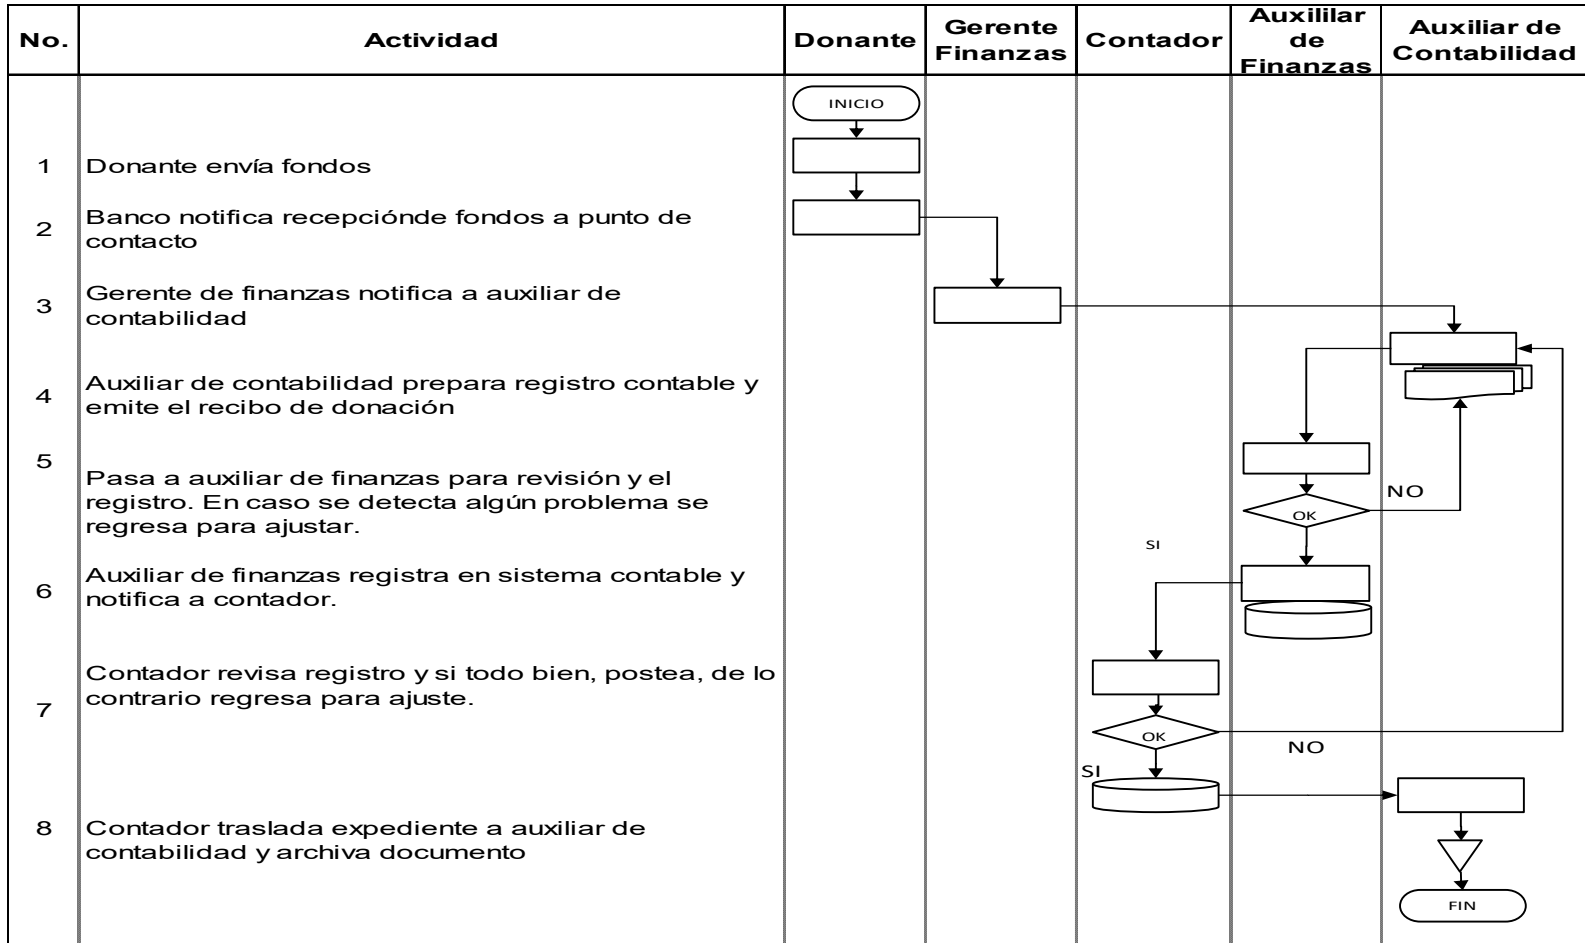 No.
Actividad
Donante
Gerente
Finanzas
Contador
Auxililar
de
Finanzas
Auxiliar de
Contabilidad
INICIO
1
Donante envía fondos
2
Banco notifica recepciónde fondos a punto de
contacto
3
Gerente de finanzas notifica a auxiliar de
contabilidad
4
Auxiliar de contabilidad prepara registro contable y
emite el recibo de donación
5
Pasa a auxiliar de finanzas para revisión y el
registro. En caso se detecta algún problema se
regresa para ajustar.
OK
NO
SI
6
Auxiliar de finanzas registra en sistema contable y
notifica a contador.
7
Contador revisa registro y si todo bien, postea, de lo
contrario regresa para ajuste.
OK
NO
SI
8
Contador traslada expediente a auxiliar de
contabilidad y archiva documento
FIN